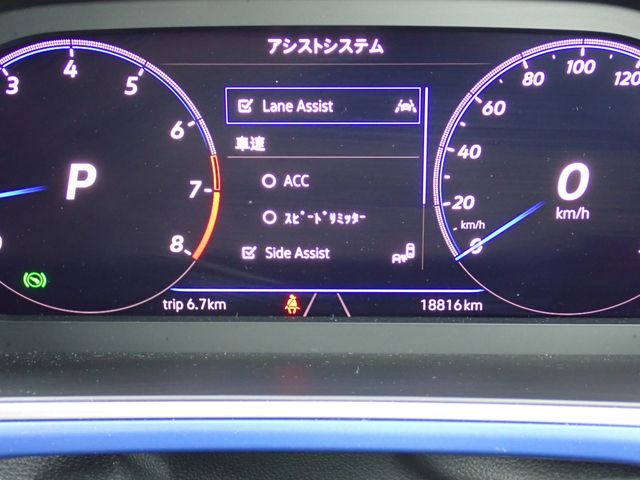 アシストシステム
Lane Assist
車速
ACC
ｽﾋﾟｰﾄﾞﾘﾐｯﾀｰ
Side Assist
3
4
5
6
7
8
P
0
km/h
20
40
60
80
100
120
km/h
0
trip 6.7km
18816km